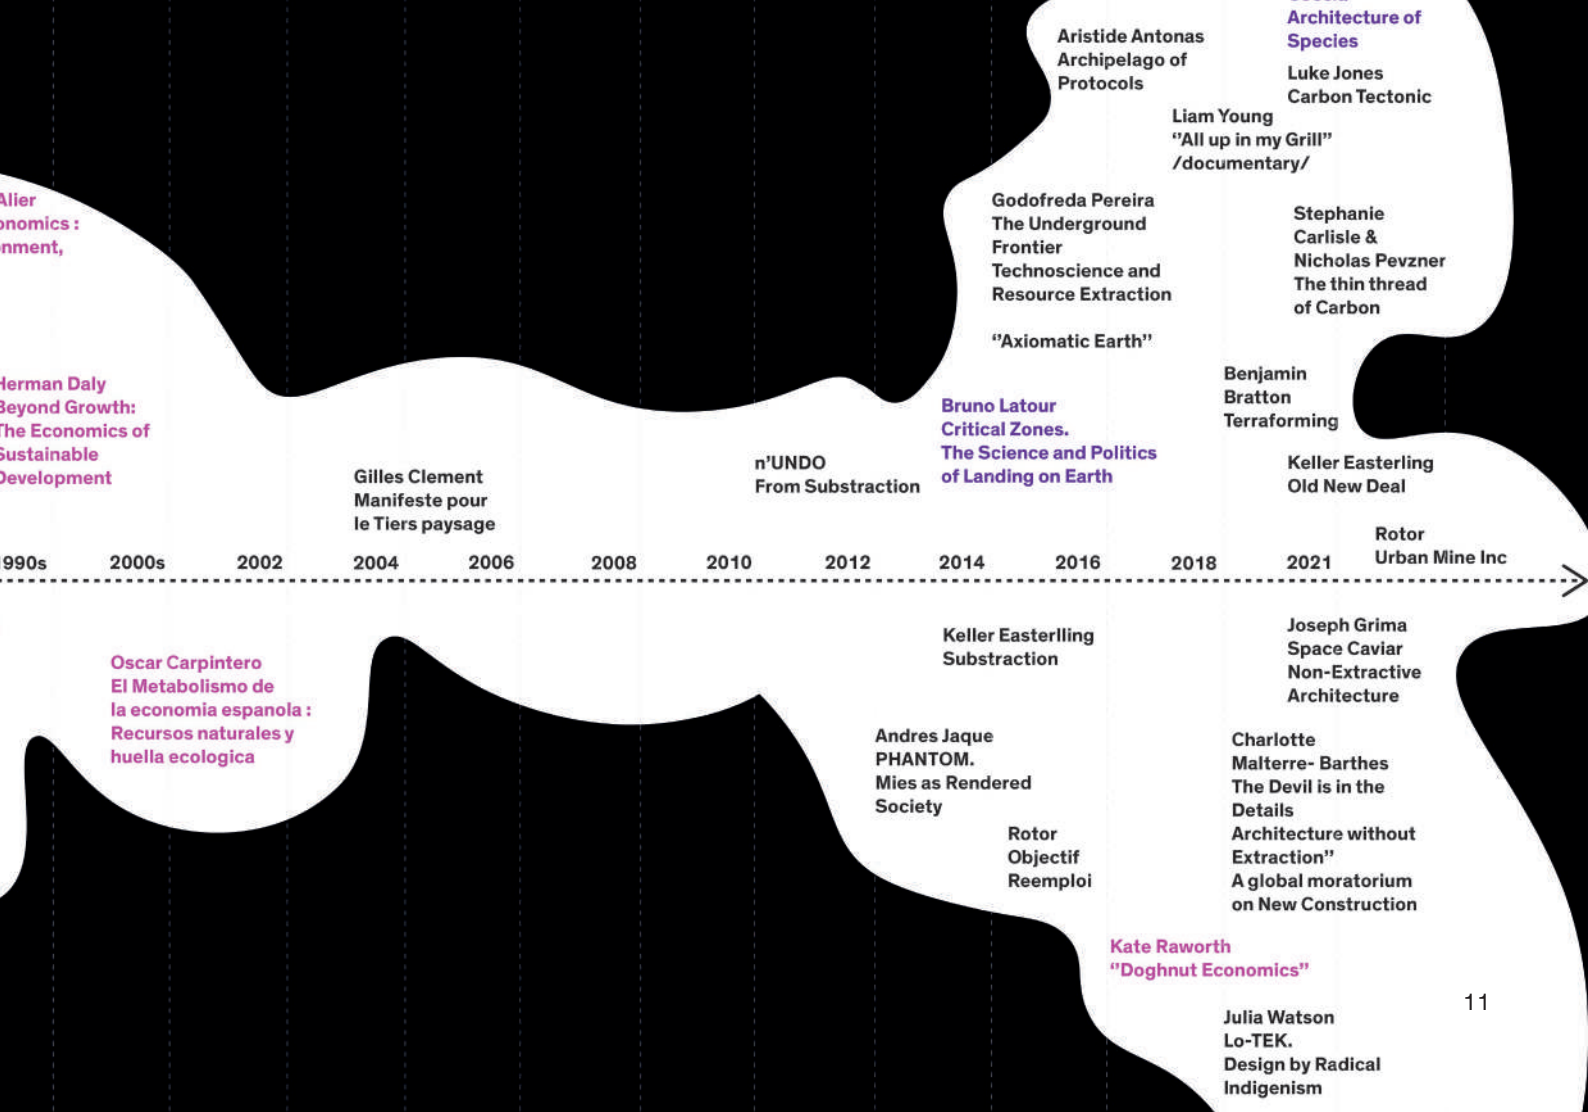 Architecture of
Species
Aristide Antonas
Archipelago of
Protocols
Luke Jones
Carbon Tectonic
Liam Young
‘’All up in my Grill’’
/documentary/
Alier
onomics :
nment,
Godofreda Pereira
The Underground
Frontier
Technoscience and
Resource Extraction
‘’Axiomatic Earth’’
Stephanie
Carlisle &
Nicholas Pevzner
The thin thread
of Carbon
Herman Daly
Beyond Growth:
The Economics of
Sustainable
Development
Benjamin
Bratton
Terraforming
Bruno Latour
Critical Zones.
The Science and Politics
of Landing on Earth
Gilles Clement
Manifeste pour
le Tiers paysage
n’UNDO
From Substraction
Keller Easterling
Old New Deal
Rotor
Urban Mine Inc
1990s 2000s 2002 2004 2006 2008 2010 2012 2014 2016 2018 2021
Oscar Carpintero
El Metabolismo de
la economia espanola :
Recursos naturales y
huella ecologica
Keller Easterlling
Substraction
Joseph Grima
Space Caviar
Non-Extractive
Architecture
Andres Jaque
PHANTOM.
Mies as Rendered
Society
Charlotte
Malterre- Barthes
The Devil is in the
Details
Architecture without
Extraction’’
A global moratorium
on New Construction
Rotor
Objectif
Reemploi
Kate Raworth
‘’Doghnut Economics’’
11
Julia Watson
Lo-TEK.
Design by Radical
Indigenism